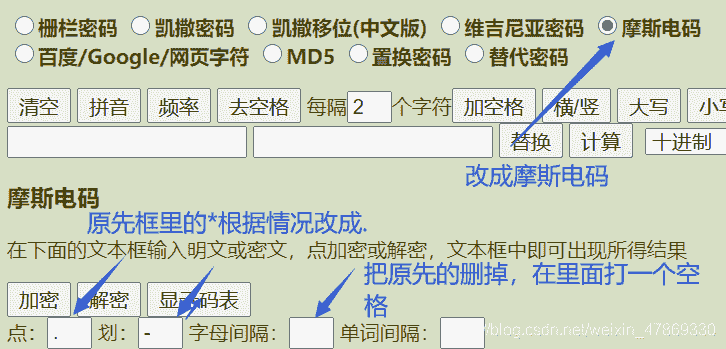 栅栏密码 凯撒密码 凯撒移位(中文版) 维吉尼亚密码 摩斯电码
百度/Google/网页字符 MD5 置换密码 替代密码
清空 拼音 频率 去空格 每隔 2 个字符 加空格 横/竖 大写 小写
替换 计算 十进制
改成摩斯电码
摩斯电码
原先框里的*根据情况改成.
在下面的文本框输入明文或密文，点加密或解密，文本框中即可出现所得结果
把原先的删掉，在里面打一个空
格
加密 解密 显示码表
点： . 划： - 字母间隔： 单词间隔：
/blog.csdn.net/weixin_47869330